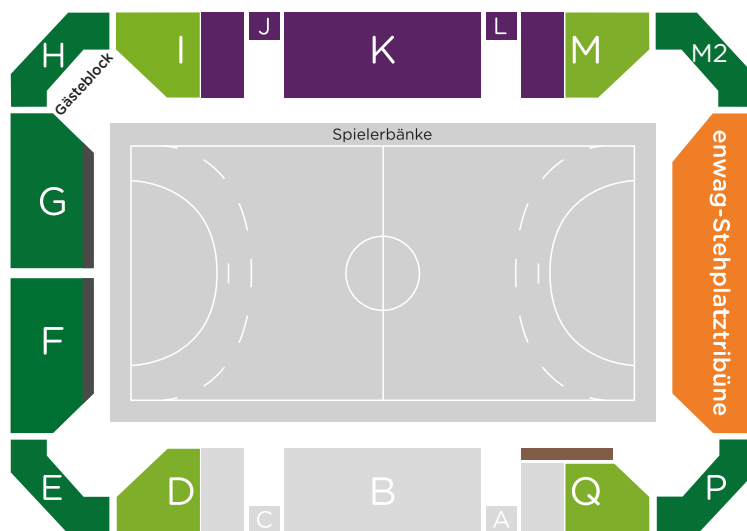 H
I
J
K
L
M
M2
Gästeblock
Spielerbänke
G
enwag-Stehplatztribüne
F
E
D
C
B
A
Q
P